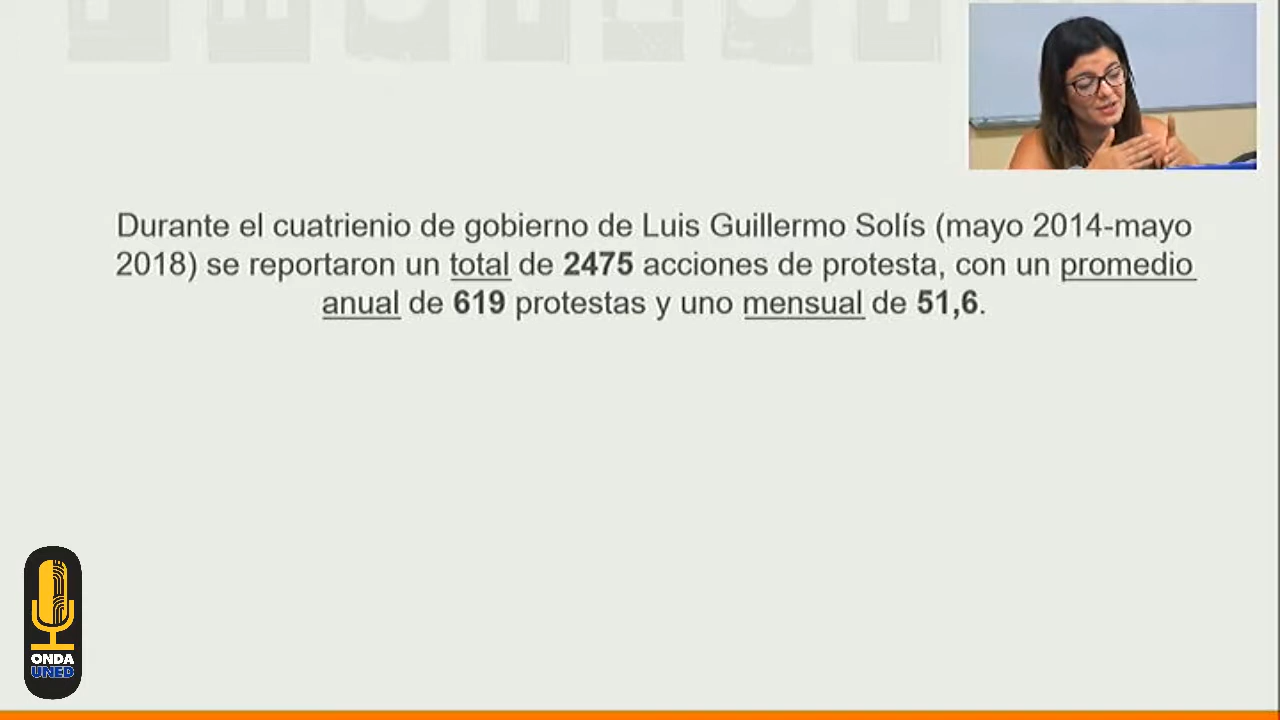 Durante el cuatrienio de gobierno de Luis Guillermo Solís (mayo 2014-mayo
2018) se reportaron un total de 2475 acciones de protesta, con un promedio
anual de 619 protestas y uno mensual de 51,6.
ONDA
UNED